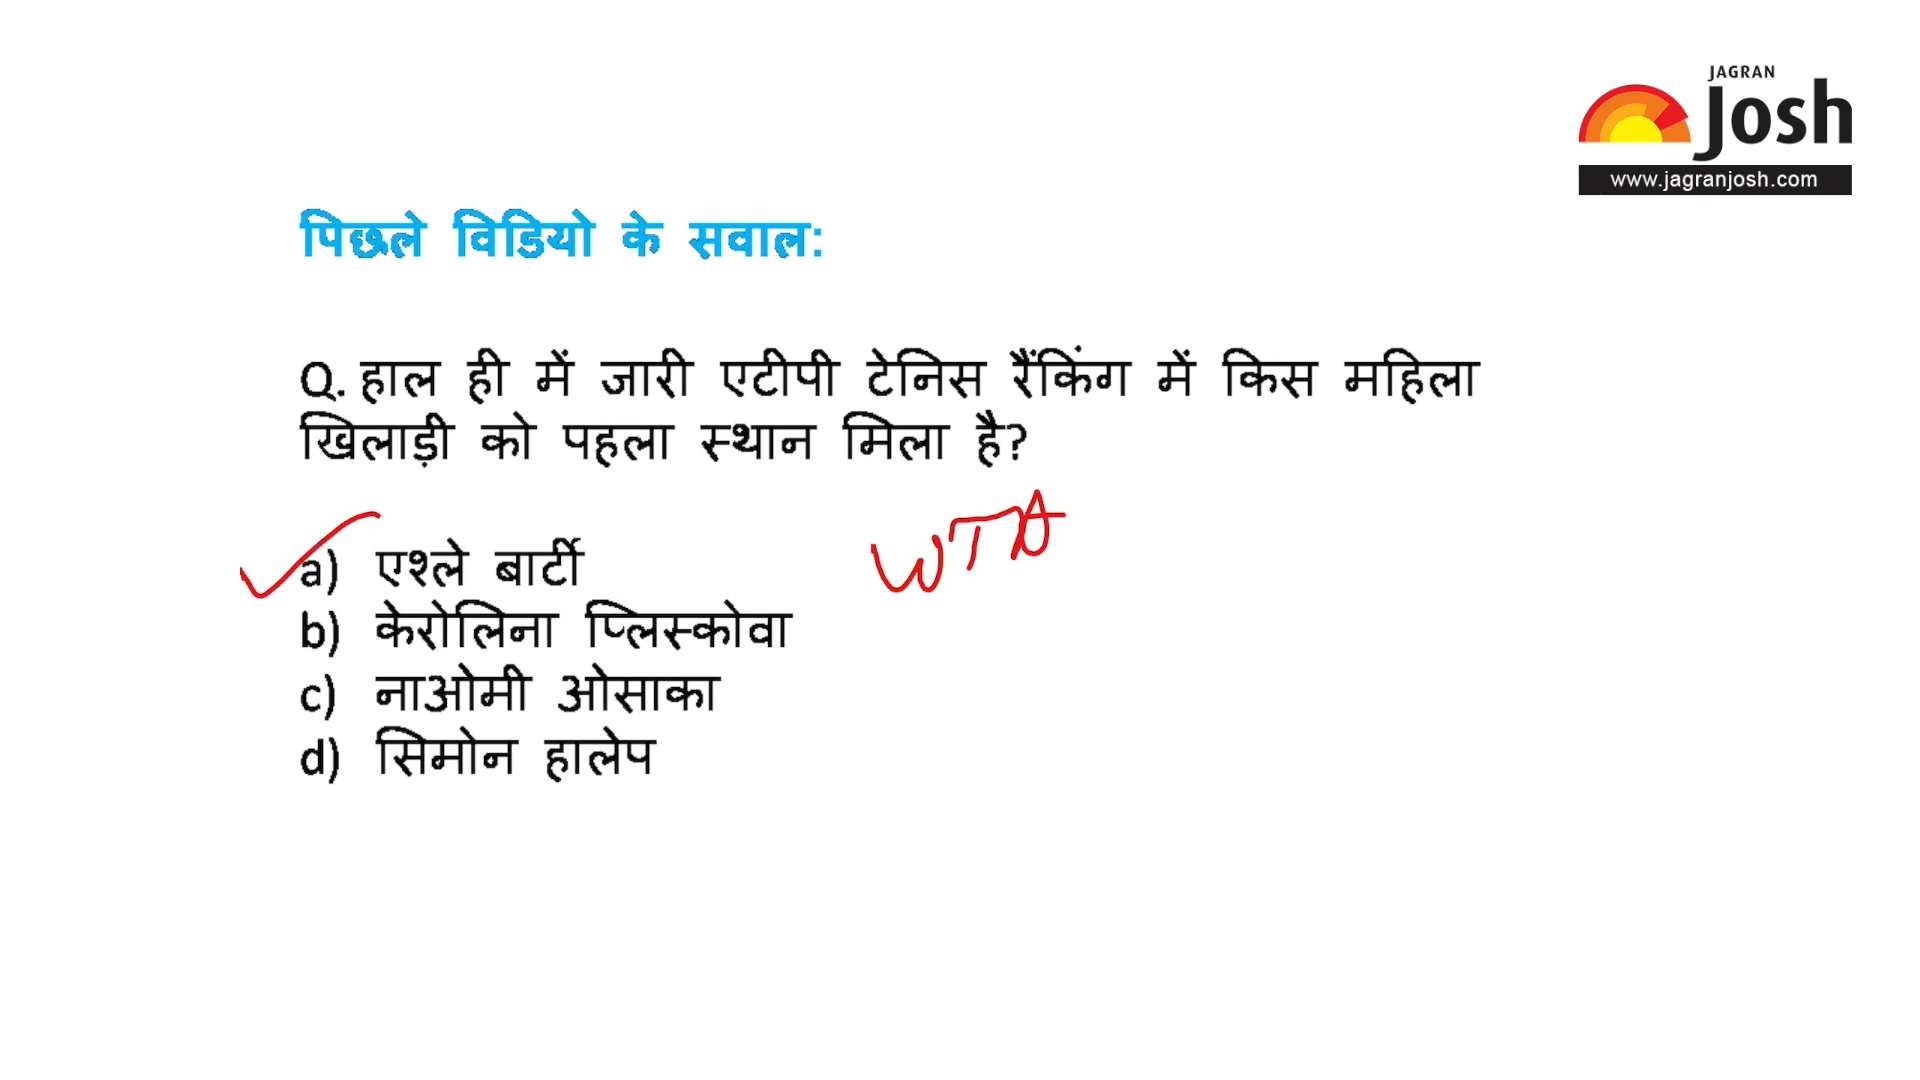 JAGRAN
Josh
www.jagranjosh.com
पिछले विडियो के सवाल:
Q. हाल ही में जारी एटीपी टेनिस रैंकिंग में किस महिला
खिलाड़ी को पहला स्थान मिला है?
WTA
a) एश्ले बार्टी
b) केरोलिना प्लिस्कोवा
c) नाओमी ओसाका
d) सिमोन हालेप